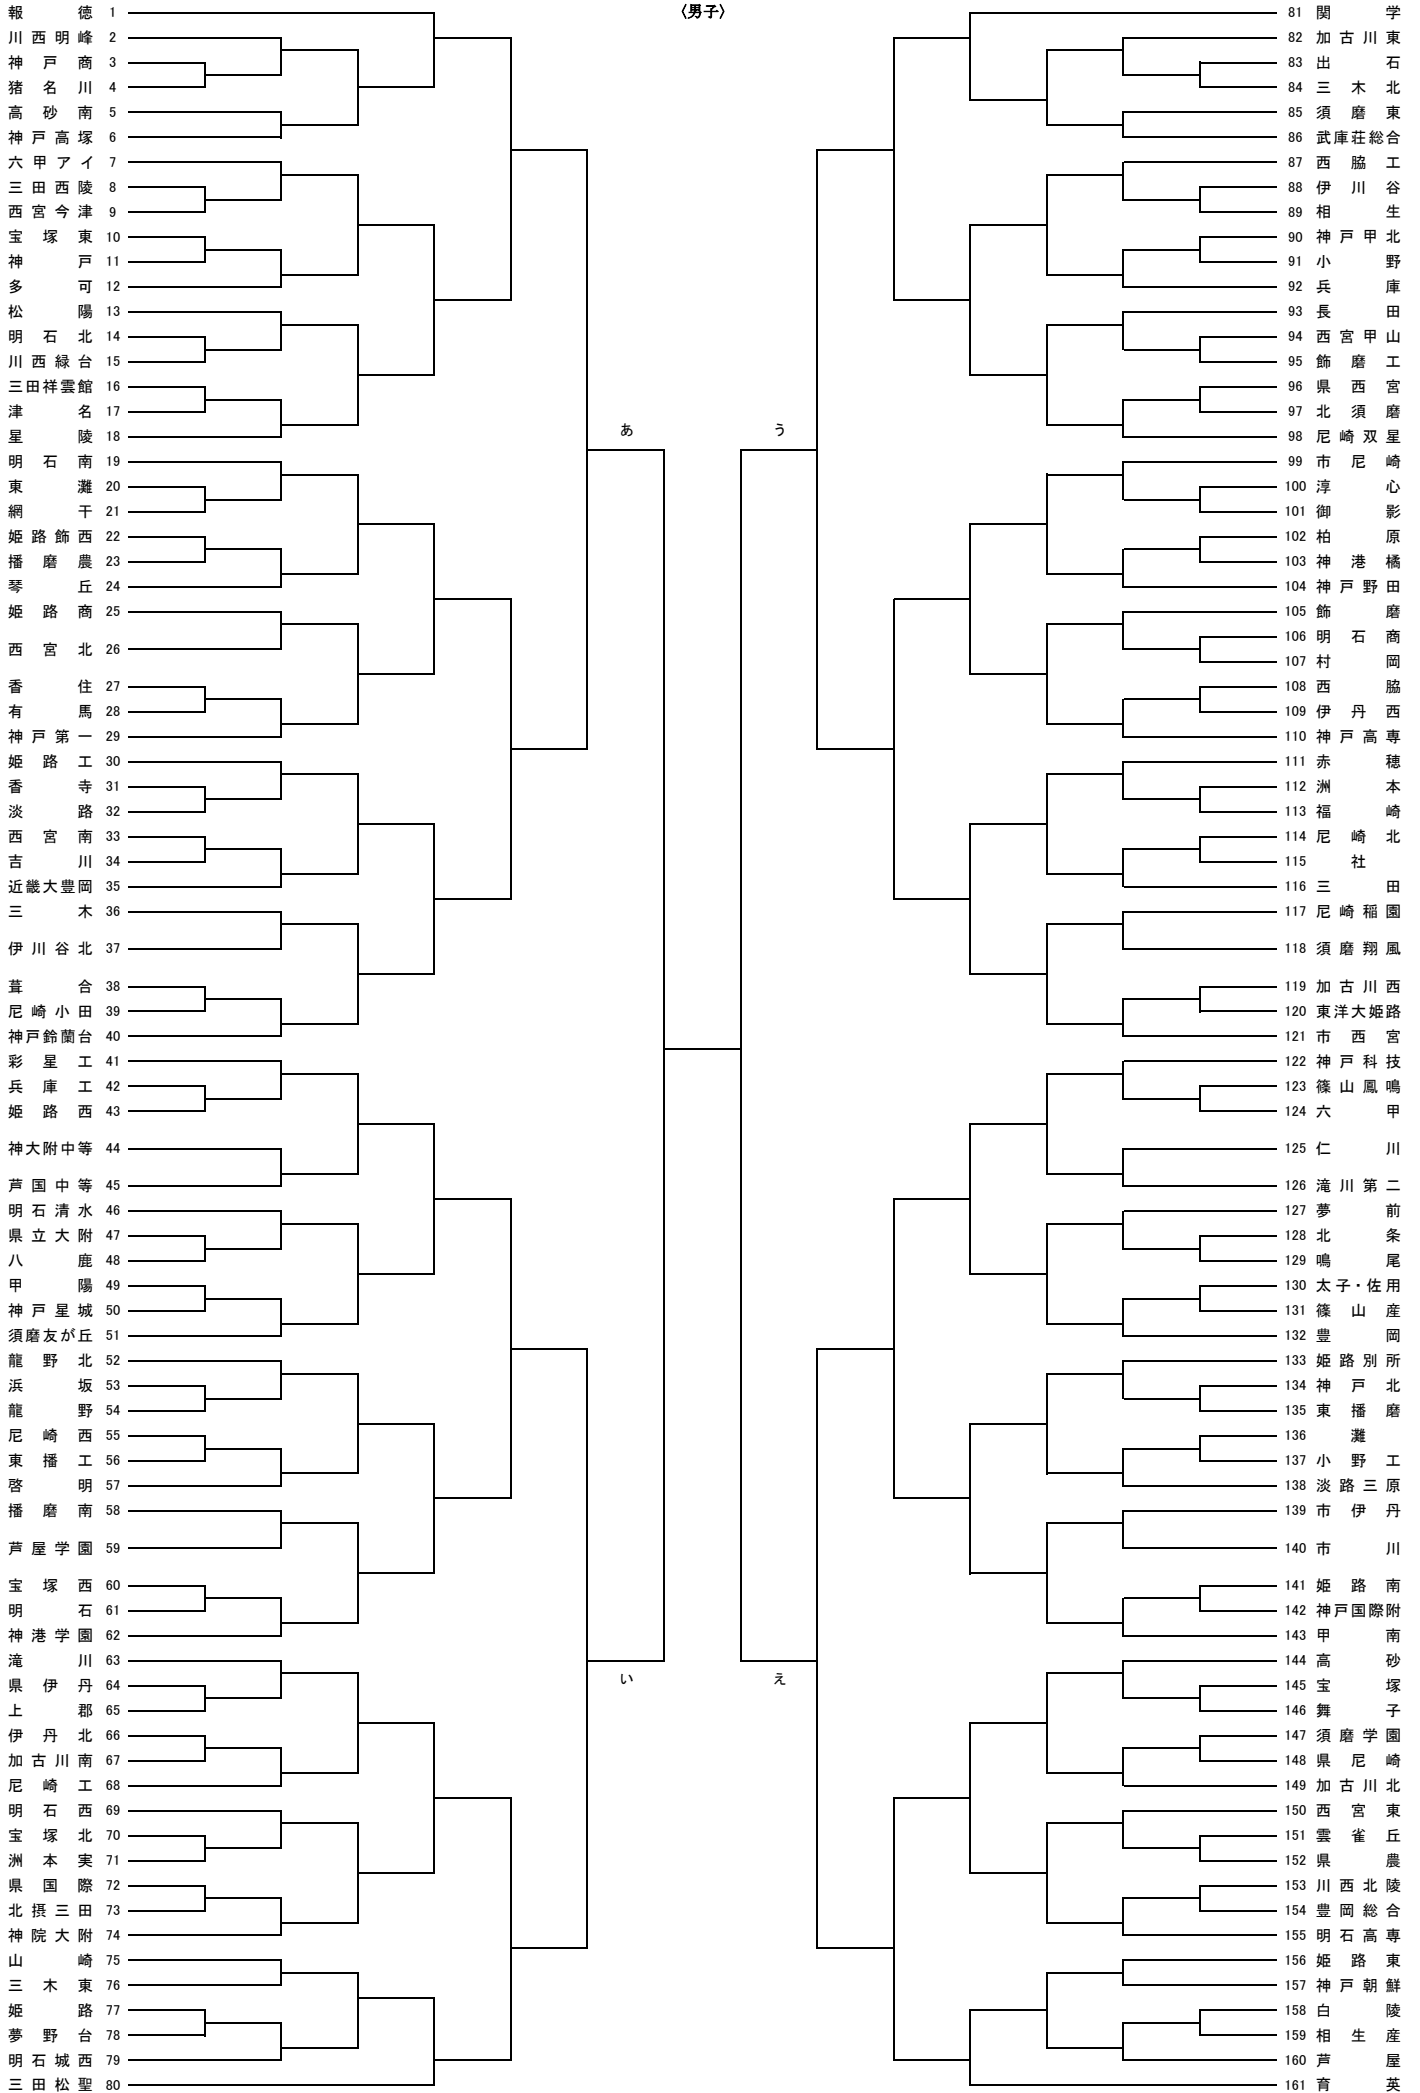 〈男子〉
報徳 1
川西明峰 2
神戸商 3
猪名川 4
高砂南 5
神戸高塚 6
六甲アイ 7
三田西陵 8
西宮今津 9
宝塚東 10
神戸 11
多可 12
松陽 13
明石北 14
川西緑台 15
三田祥雲館 16
津名 17
星陵 18
明石南 19
東灘 20
網干 21
姫路飾西 22
播磨農 23
琴丘 24
姫路商 25
西宮北 26
香住 27
有馬 28
神戸第一 29
姫路工 30
香寺 31
淡路 32
西宮南 33
吉川 34
近畿大豊岡 35
三木 36
伊川谷北 37
葺合 38
尼崎小田 39
神戸鈴蘭台 40
彩星工 41
兵庫工 42
姫路西 43
神大附中等 44
芦国中等 45
明石清水 46
県立大附 47
八鹿 48
甲陽 49
神戸星城 50
須磨友が丘 51
龍野北 52
浜坂 53
龍野 54
尼崎西 55
東播工 56
啓明 57
播磨南 58
芦屋学園 59
宝塚西 60
明石 61
神港学園 62
滝川 63
県伊丹 64
上郡 65
伊丹北 66
加古川南 67
尼崎工 68
明石西 69
宝塚北 70
洲本実 71
県国際 72
北摂三田 73
神院大附 74
山崎 75
三木東 76
姫路 77
夢野台 78
明石城西 79
三田松聖 80
あ
い
う
え
81 関学
82 加古川東
83 出石
84 三木北
85 須磨東
86 武庫荘総合
87 西脇工
88 伊川谷
89 相生
90 神戸甲北
91 小野
92 兵庫
93 長田
94 西宮甲山
95 飾磨工
96 県西宮
97 北須磨
98 尼崎双星
99 市尼崎
100 淳心
101 御影
102 柏原
103 神港橘
104 神戸野田
105 飾磨
106 明石商
107 村岡
108 西脇
109 伊丹西
110 神戸高専
111 赤穂
112 洲本
113 福崎
114 尼崎北
115 社
116 三田
117 尼崎稲園
118 須磨翔風
119 加古川西
120 東洋大姫路
121 市西宮
122 神戸科技
123 篠山鳳鳴
124 六甲
125 仁川
126 滝川第二
127 夢前
128 北条
129 鳴尾
130 太子・佐用
131 篠山産
132 豊岡
133 姫路別所
134 神戸北
135 東播磨
136 灘
137 小野工
138 淡路三原
139 市伊丹
140 市川
141 姫路南
142 神戸国際附
143 甲南
144 高砂
145 宝塚
146 舞子
147 須磨学園
148 県尼崎
149 加古川北
150 西宮東
151 雲雀丘
152 県農
153 川西北陵
154 豊岡総合
155 明石高専
156 姫路東
157 神戸朝鮮
158 白陵
159 相生産
160 芦屋
161 育英